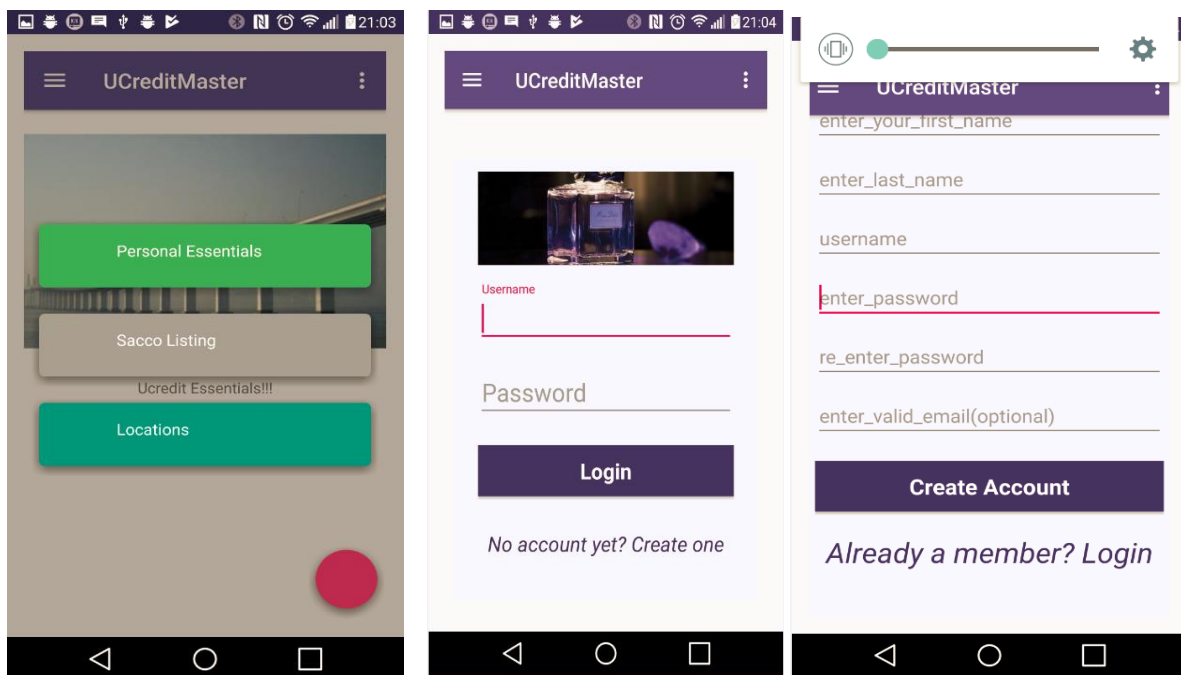 21:03
UCreditMaster
Personal Essentials
Sacco Listing
Ucredit Essentials!!!
Locations
21:04
UCreditMaster
Username
Password
Login
No account yet? Create one
UCreditMaster
enter_your_first_name
enter_last_name
username
enter_password
re_enter_password
enter_valid_email(optional)
Create Account
Already a member? Login